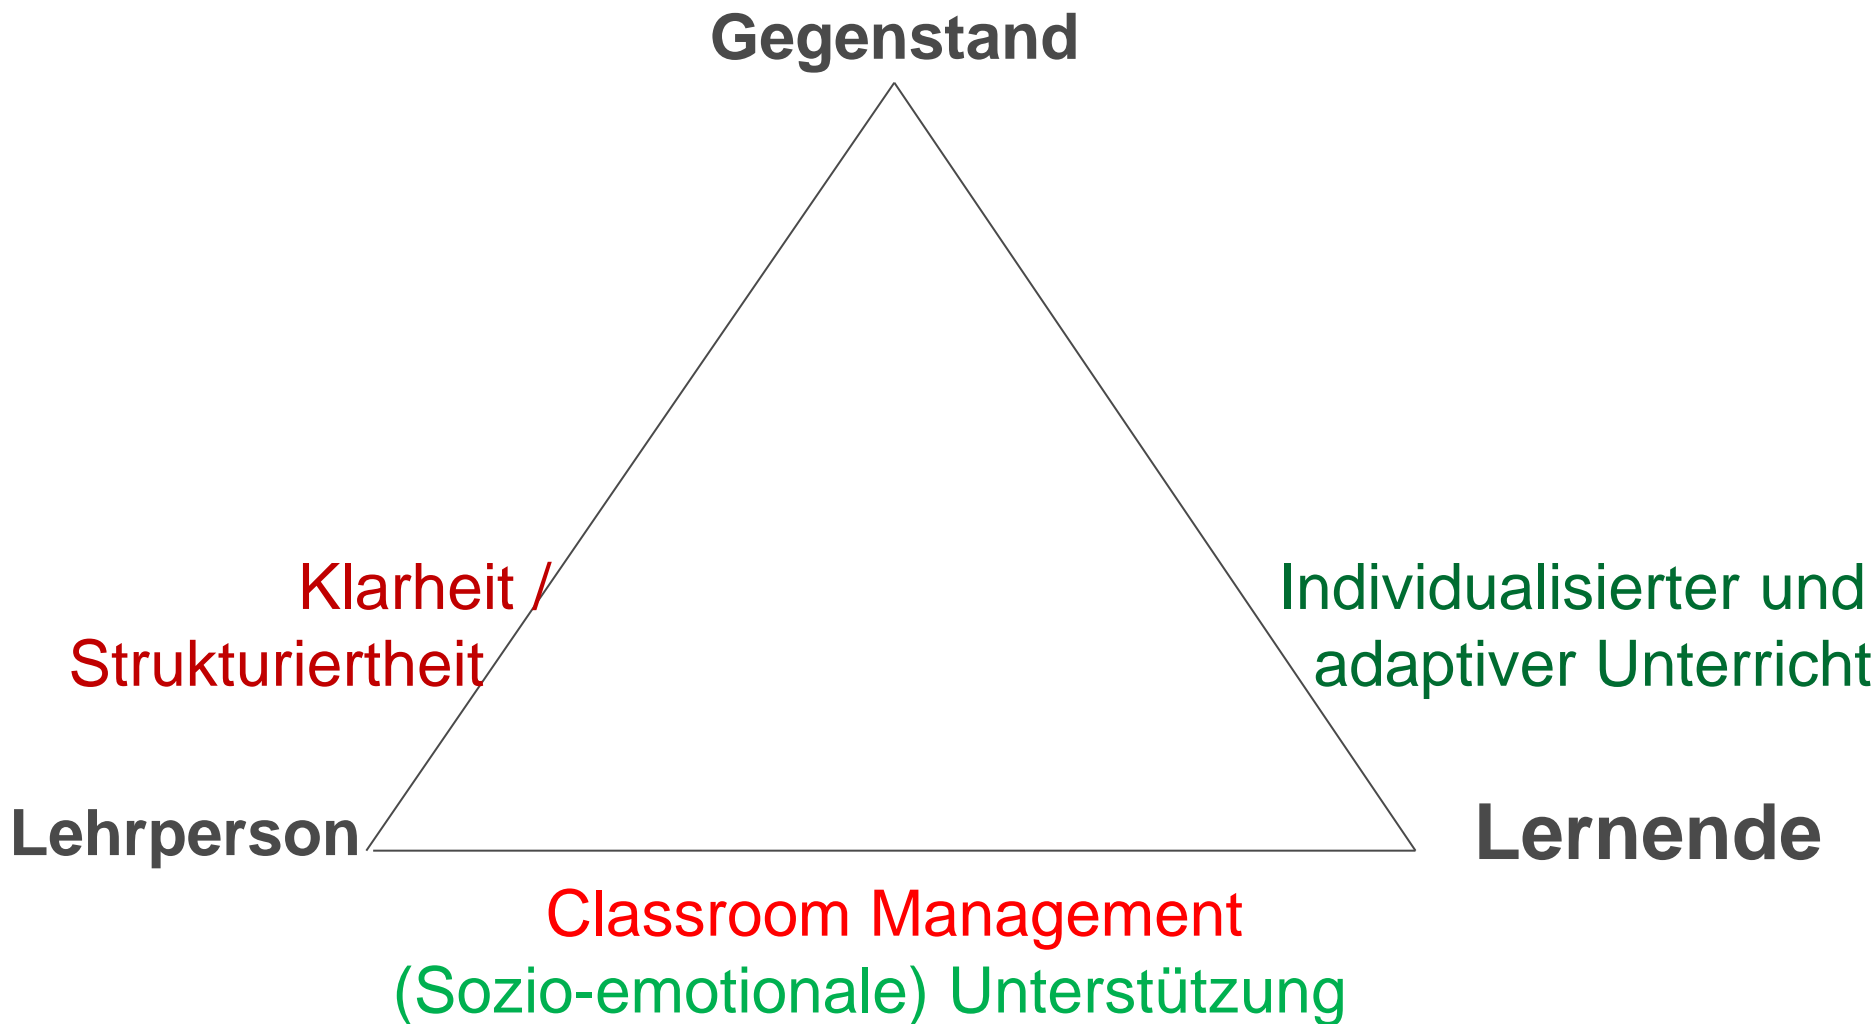 Gegenstand
Klarheit /
Strukturiertheit
Individualisierter und
adaptiver Unterricht
Lehrperson
Lernende
Classroom Management
(Sozio-emotionale) Unterstützung